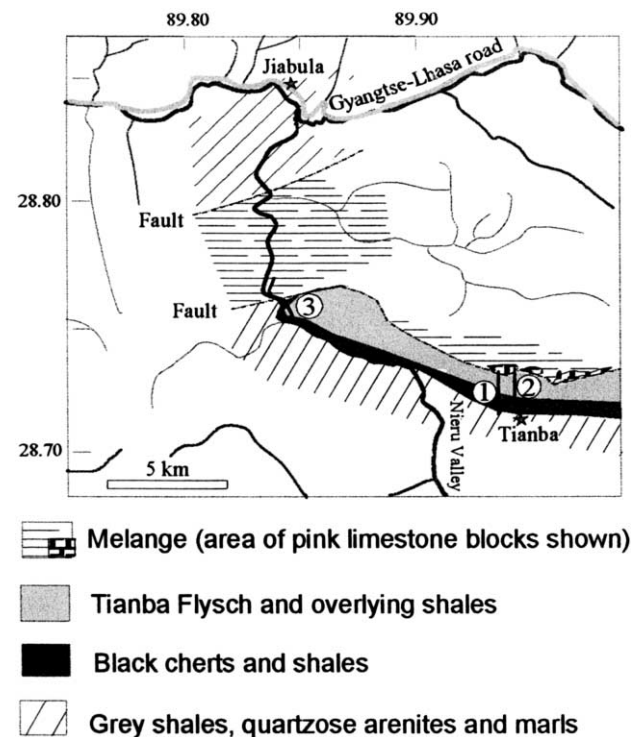 89.80 89.90
Jiabula
Gyangtse-Lhasa road
28.80
Fault
Fault
3
1 2
Tianba
Nieru Valley
28.70
5 km
Melange (area of pink limestone blocks shown)
Tianba Flysch and overlying shales
Black cherts and shales
Grey shales, quartzose arenites and marls